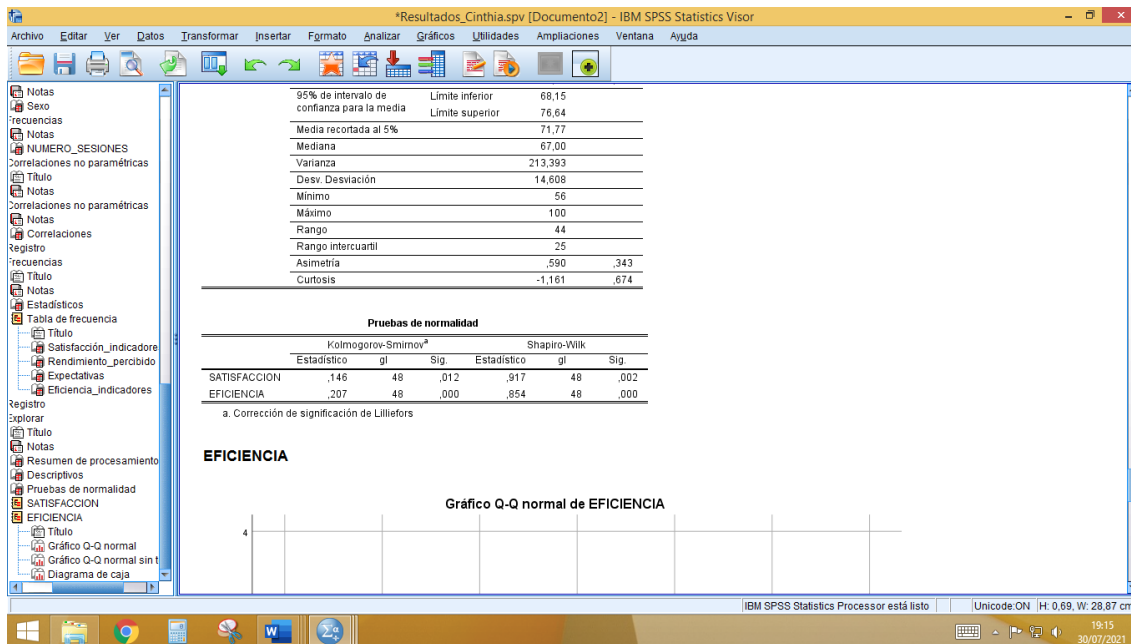 *Resultados_Cinthia.spv [Documento2] - IBM SPSS Statistics Visor
Archivo Editar Ver Datos Transformar Insertar Formato Analizar Gráficos Utilidades Ampliaciones Ventana Ayuda
Notas
Sexo
Frecuencias
Notas
NUMERO_SESIONES
Correlaciones no paramétricas
Título
Notas
Correlaciones no paramétricas
Notas
Correlaciones
Registro
Frecuencias
Título
Notas
Estadísticos
Tabla de frecuencia
Título
Satisfacción_indicadore
Rendimiento_percibido
Expectativas
Eficiencia_indicadores
Registro
Explorar
Título
Notas
Resumen de procesamiento
Descriptivos
Pruebas de normalidad
SATISFACCION
EFICIENCIA
Título
Gráfico Q-Q normal
Gráfico Q-Q normal sin t
Diagrama de caja
95% de intervalo de confianza para la media Límite inferior 68,15
Límite superior 76,64
Media recortada al 5% 71,77
Mediana 67,00
Varianza 213,393
Desv. Desviación 14,608
Mínimo 56
Máximo 100
Rango 44
Rango intercuartil 25
Asimetría ,590 ,343
Curtosis -1,161 ,674
Pruebas de normalidad
Kolmogorov-Smirnov^a Shapiro-Wilk
Estadístico gl Sig. Estadístico gl Sig.
SATISFACCION ,146 48 ,012 ,917 48 ,002
EFICIENCIA ,207 48 ,000 ,854 48 ,000
a. Corrección de significación de Lilliefors
EFICIENCIA
Gráfico Q-Q normal de EFICIENCIA
4
IBM SPSS Statistics Processor está listo Unicode:ON H: 0,69, W: 28,87 cm
19:15
30/07/2021